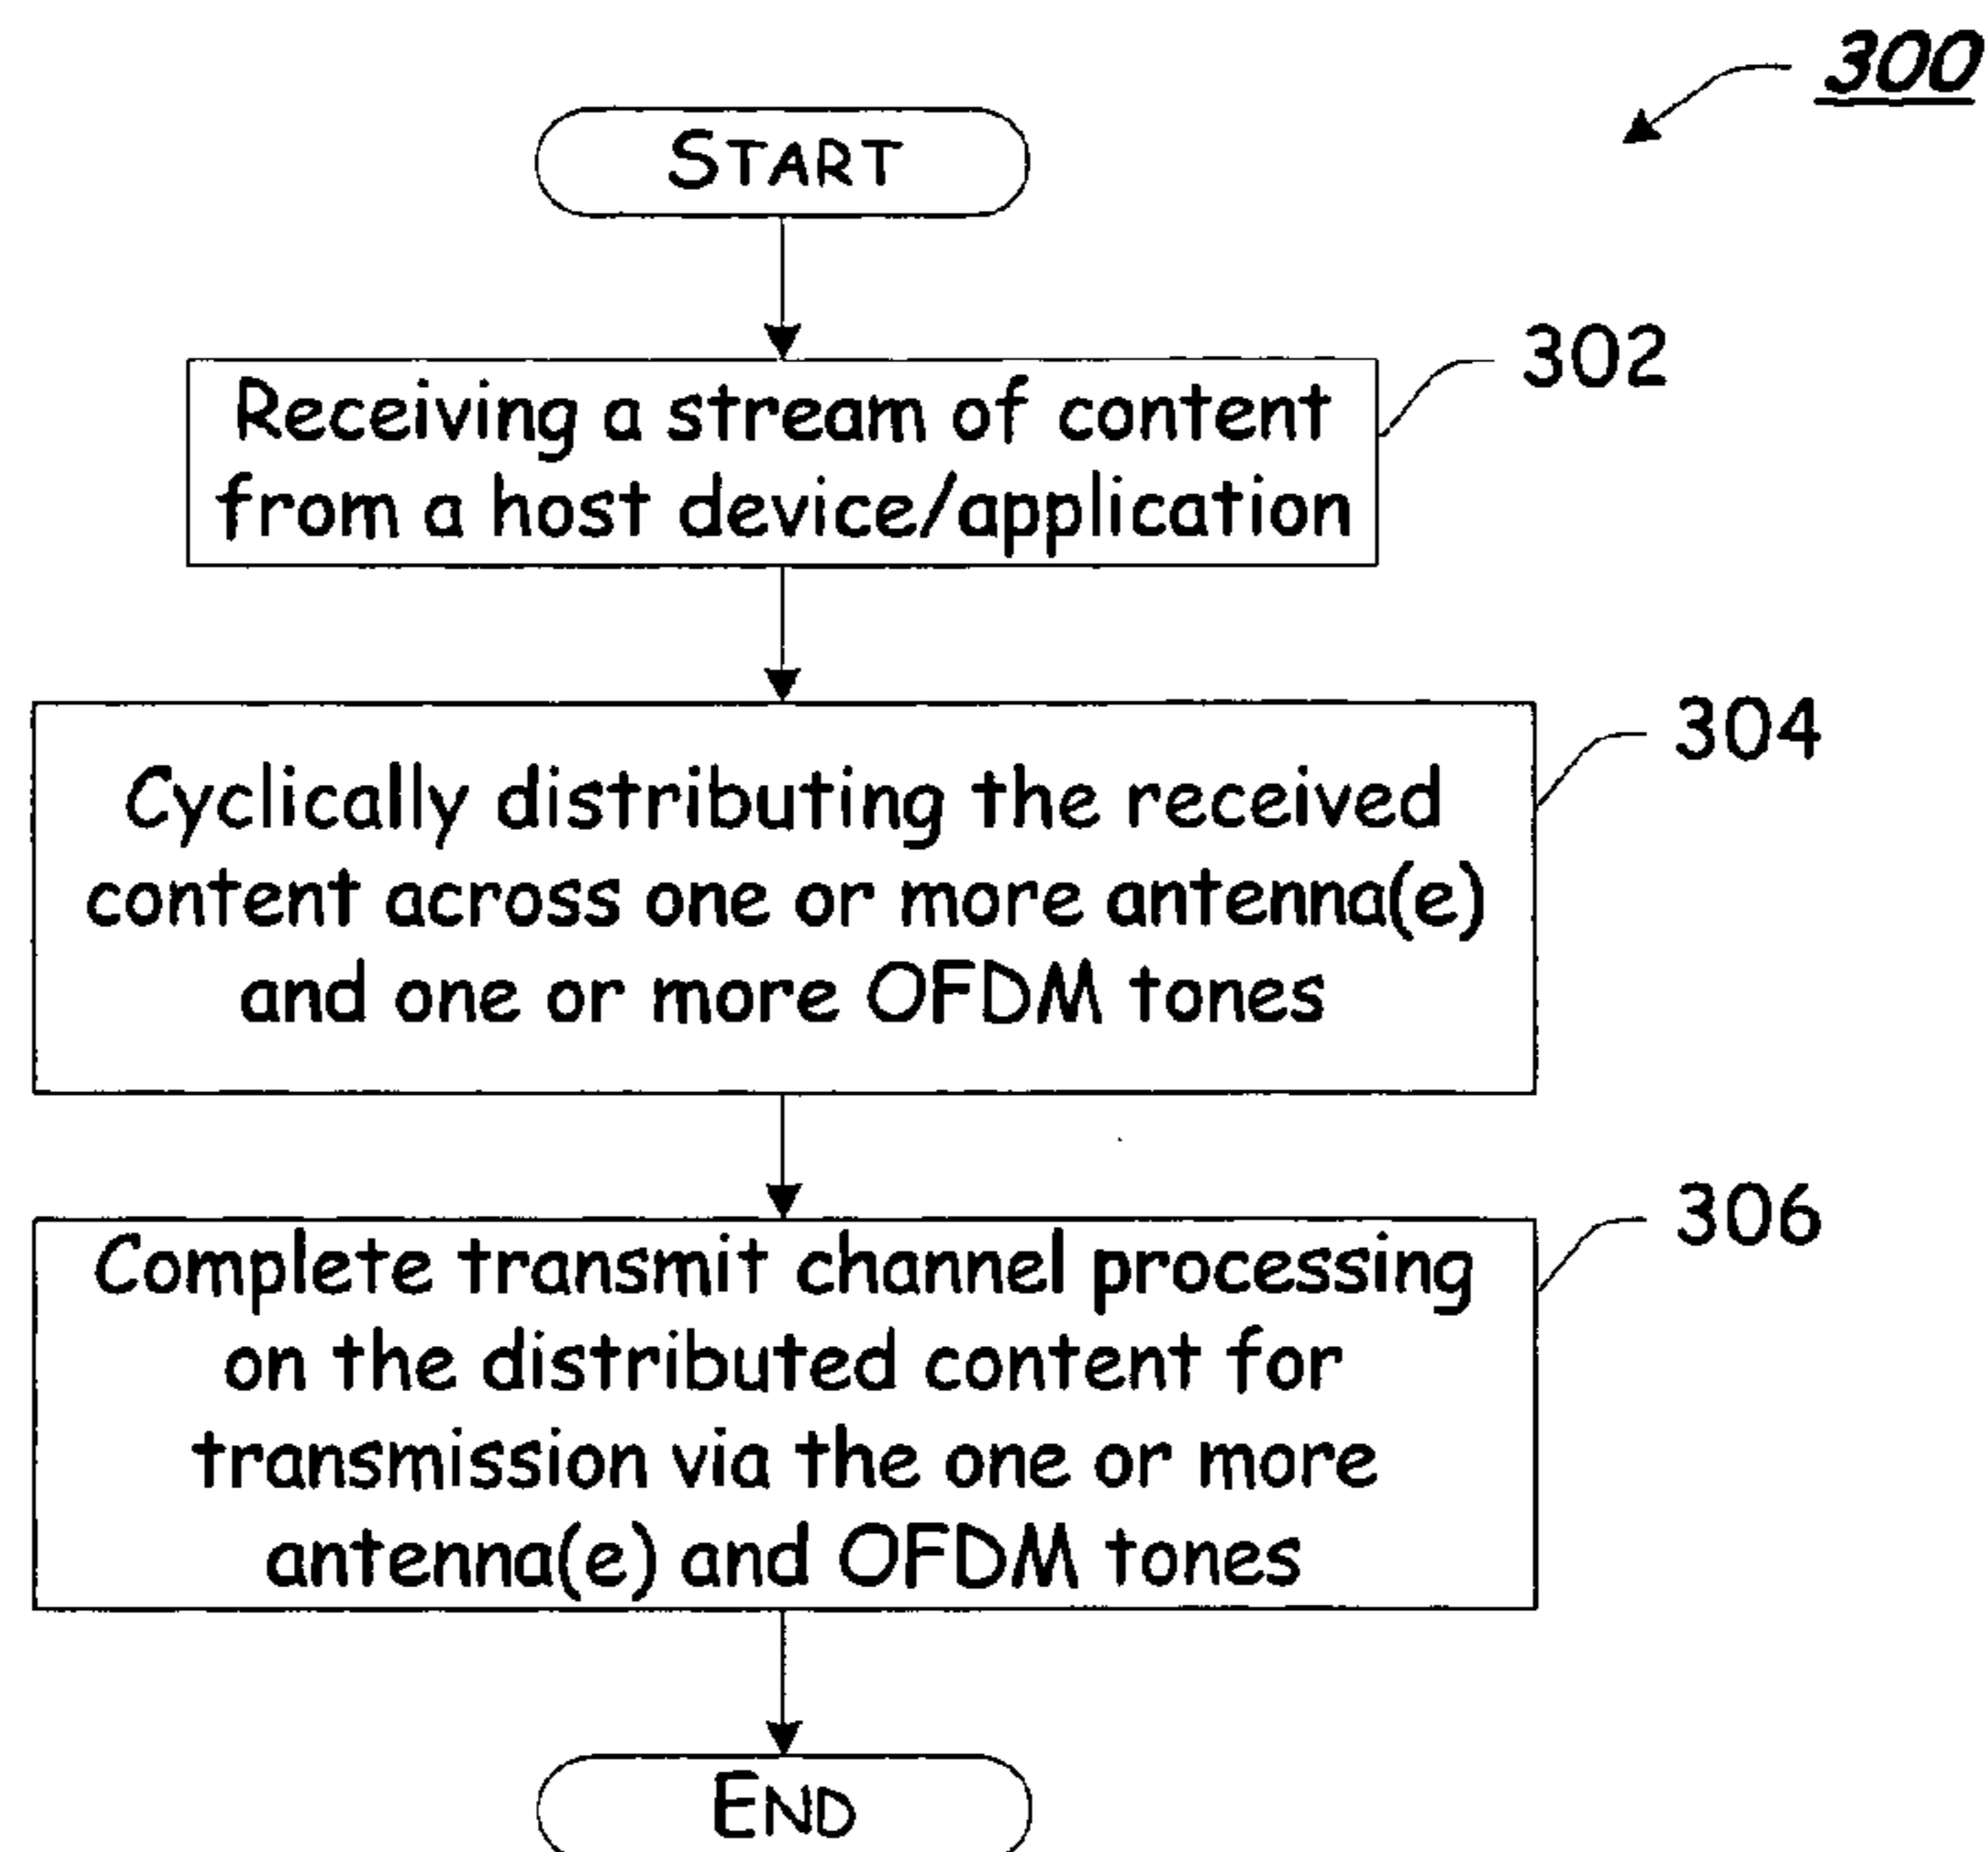 300
START
302
Receiving a stream of content
from a host device/application
304
Cyclically distributing the received
content across one or more antenna(e)
and one or more OFDM tones
306
Complete transmit channel processing
on the distributed content for
transmission via the one or more
antenna(e) and OFDM tones
END